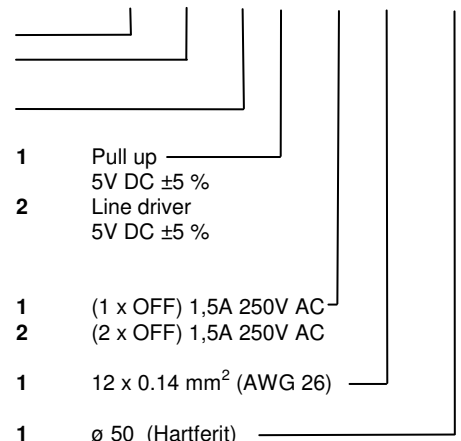 1 Pull up
5V DC ±5 %
2 Line driver
5V DC ±5 %
1 (1 x OFF) 1,5A 250V AC
2 (2 x OFF) 1,5A 250V AC
1 12 x 0.14 mm² (AWG 26)
1 ø 50 (Hartferit)